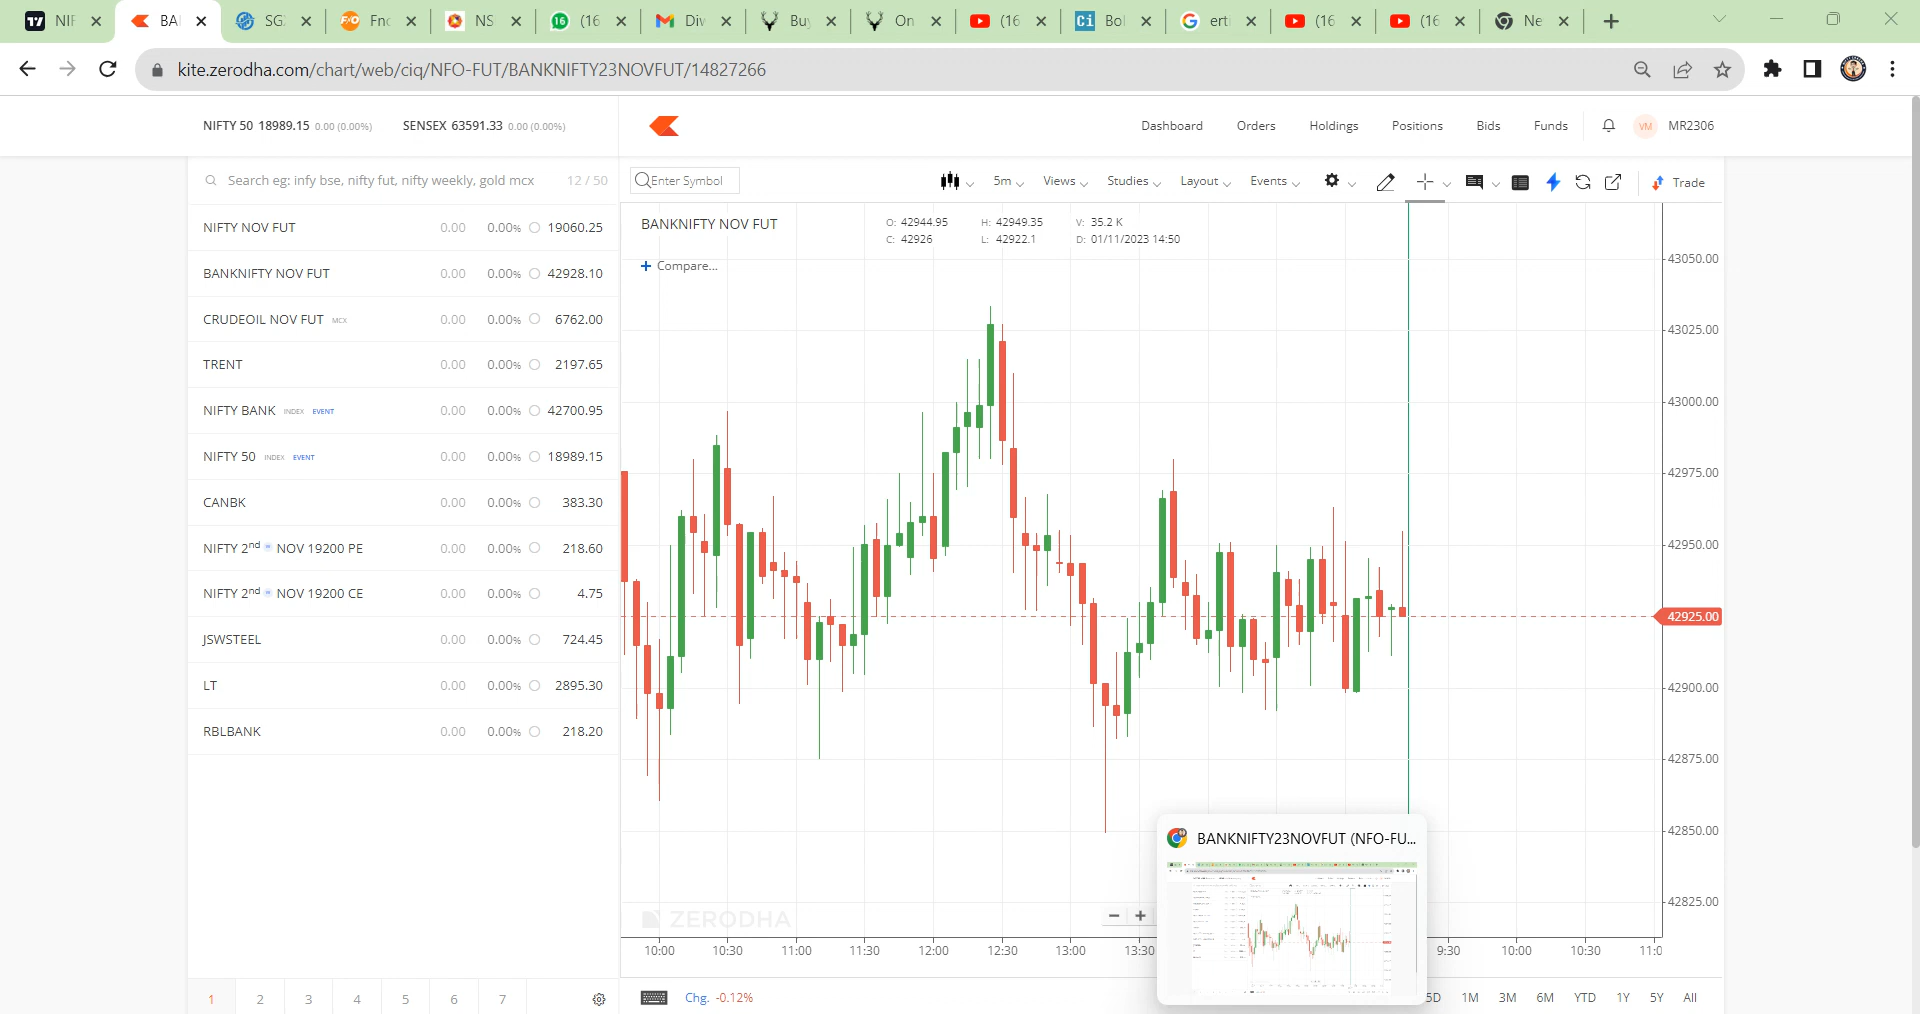 NIF
BAI
SG:
F&O Fnc
NS
16 (16
Div
Bu
On
(16
Ci Bol
erti
(16
(16
Ne
kite.zerodha.com/chart/web/ciq/NFO-FUT/BANKNIFTY23NOVFUT/14827266
NIFTY 50 18989.15 0.00 (0.00%) SENSEX 63591.33 0.00 (0.00%)
Dashboard Orders Holdings Positions Bids Funds VM MR2306
Search eg: infy bse, nifty fut, nifty weekly, gold mcx 12 / 50
Enter Symbol 5m Views Studies Layout Events Trade
NIFTY NOV FUT 0.00 0.00% 19060.25
BANKNIFTY NOV FUT 0.00 0.00% 42928.10
CRUDEOIL NOV FUT MCX 0.00 0.00% 6762.00
TRENT 0.00 0.00% 2197.65
NIFTY BANK INDEX EVENT 0.00 0.00% 42700.95
NIFTY 50 INDEX EVENT 0.00 0.00% 18989.15
CANBK 0.00 0.00% 383.30
NIFTY 2nd NOV 19200 PE 0.00 0.00% 218.60
NIFTY 2nd NOV 19200 CE 0.00 0.00% 4.75
JSWSTEEL 0.00 0.00% 724.45
LT 0.00 0.00% 2895.30
RBLBANK 0.00 0.00% 218.20
1 2 3 4 5 6 7
BANKNIFTY NOV FUT
O: 42944.95 H: 42949.35 V: 35.2 K
C: 42926 L: 42922.1 D: 01/11/2023 14:50
+ Compare...
43050.00
43025.00
43000.00
42975.00
42950.00
42925.00
42900.00
42875.00
42850.00
42825.00
ZERODHA
BANKNIFTY23NOVFUT (NFO-FU...
10:00 10:30 11:00 11:30 12:00 12:30 13:00 13:30 9:30 10:00 10:30 11:0
Chg. -0.12%
5D 1M 3M 6M YTD 1Y 5Y All